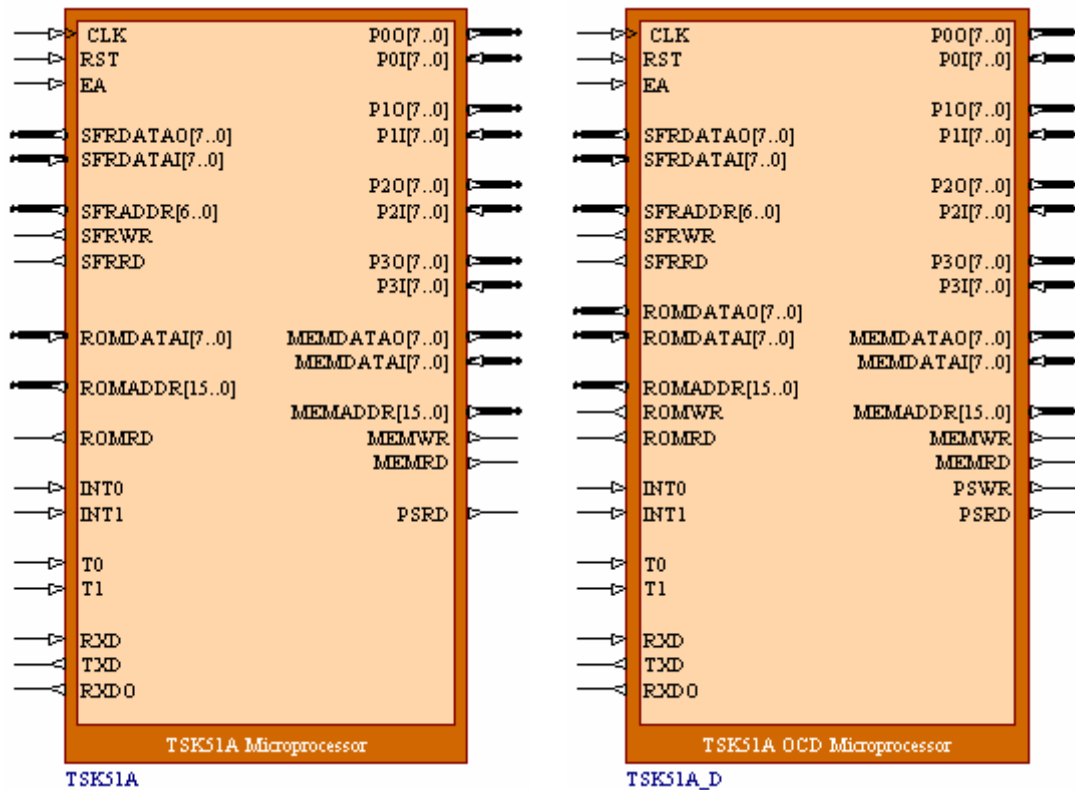 CLK
RST
EA
SFRDATAO[7..0]
SFRDATAI[7..0]
SFRADDR[6..0]
SFRWR
SFRRD
ROMDATAI[7..0]
ROMADDR[15..0]
ROMRD
INT0
INT1
T0
T1
RXD
TXD
RXDO
P0O[7..0]
P0I[7..0]
P1O[7..0]
P1I[7..0]
P2O[7..0]
P2I[7..0]
P3O[7..0]
P3I[7..0]
MEMDATAO[7..0]
MEMDATAI[7..0]
MEMADDR[15..0]
MEMWR
MEMRD
PSRD
TSK51A Microprocessor
TSK51A
CLK
RST
EA
SFRDATAO[7..0]
SFRDATAI[7..0]
SFRADDR[6..0]
SFRWR
SFRRD
ROMDATAO[7..0]
ROMDATAI[7..0]
ROMADDR[15..0]
ROMWR
ROMRD
INT0
INT1
T0
T1
RXD
TXD
RXDO
P0O[7..0]
P0I[7..0]
P1O[7..0]
P1I[7..0]
P2O[7..0]
P2I[7..0]
P3O[7..0]
P3I[7..0]
MEMDATAO[7..0]
MEMDATAI[7..0]
MEMADDR[15..0]
MEMWR
MEMRD
PSWR
PSRD
TSK51A OCD Microprocessor
TSK51A_D